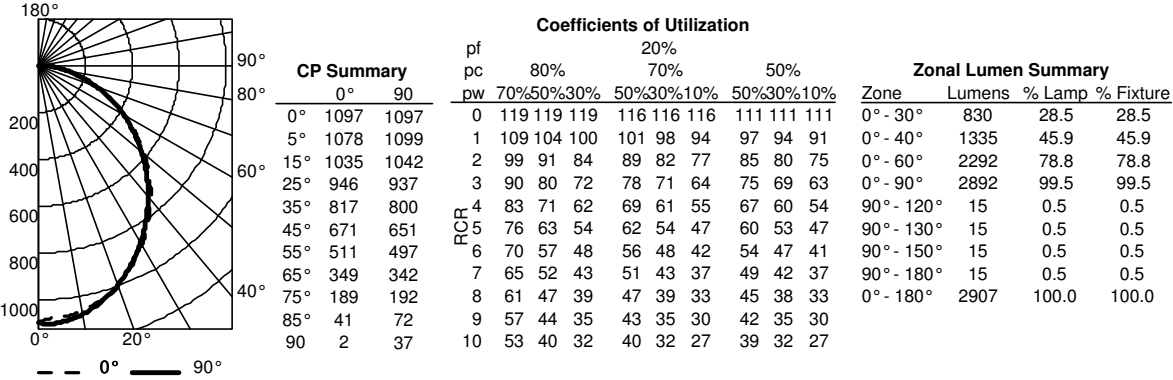 180°
90°
80°
60°
40°
20°
0°
200
400
600
800
1000
0° 90°
CP Summary
0° 90
0° 1097 1097
5° 1078 1099
15° 1035 1042
25° 946 937
35° 817 800
45° 671 651
55° 511 497
65° 349 342
75° 189 192
85° 41 72
90 2 37
Coefficients of Utilization
pf 20%
pc 80% 70% 50%
pw 70%50%30% 50%30%10% 50%30%10%
RCR
0 119 119 119 116 116 116 111 111 111
1 109 104 100 101 98 94 97 94 91
2 99 91 84 89 82 77 85 80 75
3 90 80 72 78 71 64 75 69 63
4 83 71 62 69 61 55 67 60 54
5 76 63 54 62 54 47 60 53 47
6 70 57 48 56 48 42 54 47 41
7 65 52 43 51 43 37 49 42 37
8 61 47 39 47 39 33 45 38 33
9 57 44 35 43 35 30 42 35 30
10 53 40 32 40 32 27 39 32 27
Zonal Lumen Summary
Zone Lumens % Lamp % Fixture
0°- 30° 830 28.5 28.5
0°- 40° 1335 45.9 45.9
0°- 60° 2292 78.8 78.8
0°- 90° 2892 99.5 99.5
90°- 120° 15 0.5 0.5
90°- 130° 15 0.5 0.5
90°- 150° 15 0.5 0.5
90°- 180° 15 0.5 0.5
0°- 180° 2907 100.0 100.0